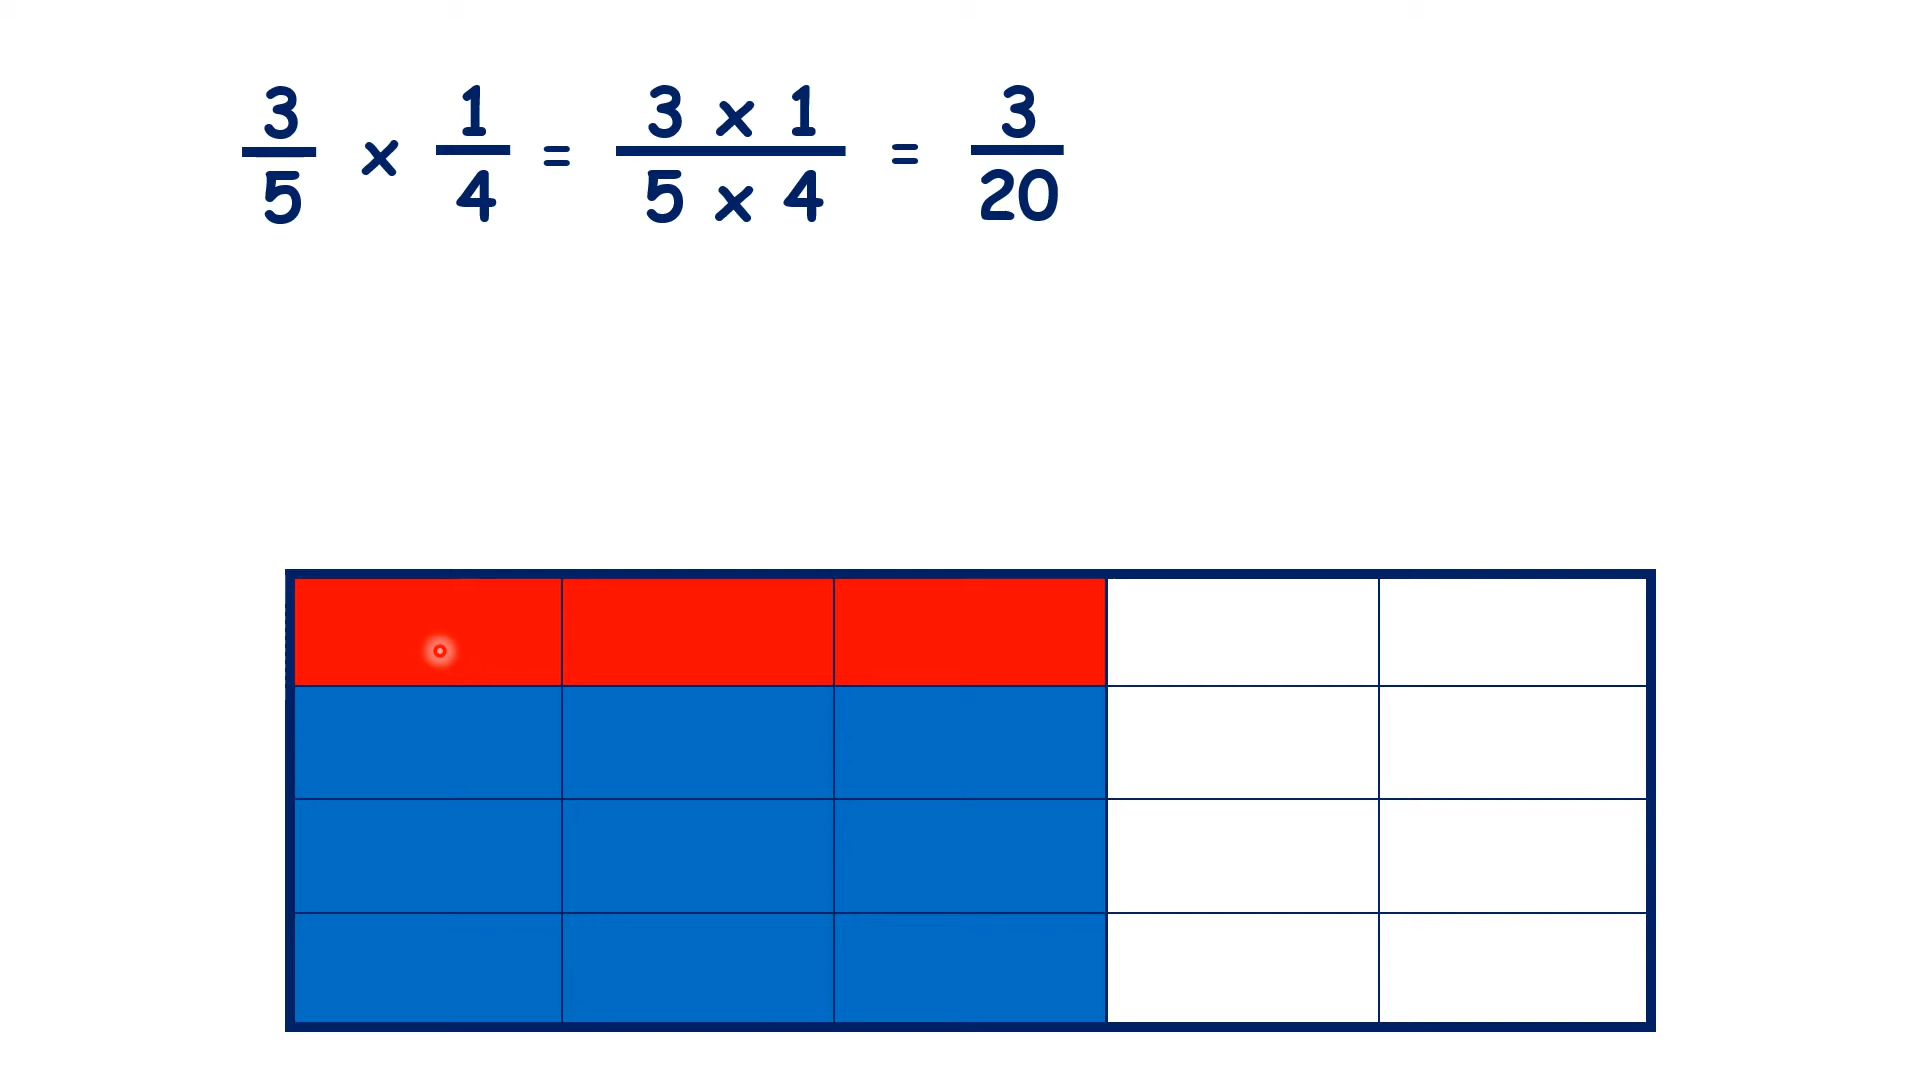 3/5 x 1/4 = (3 x 1)/(5 x 4) = 3/20